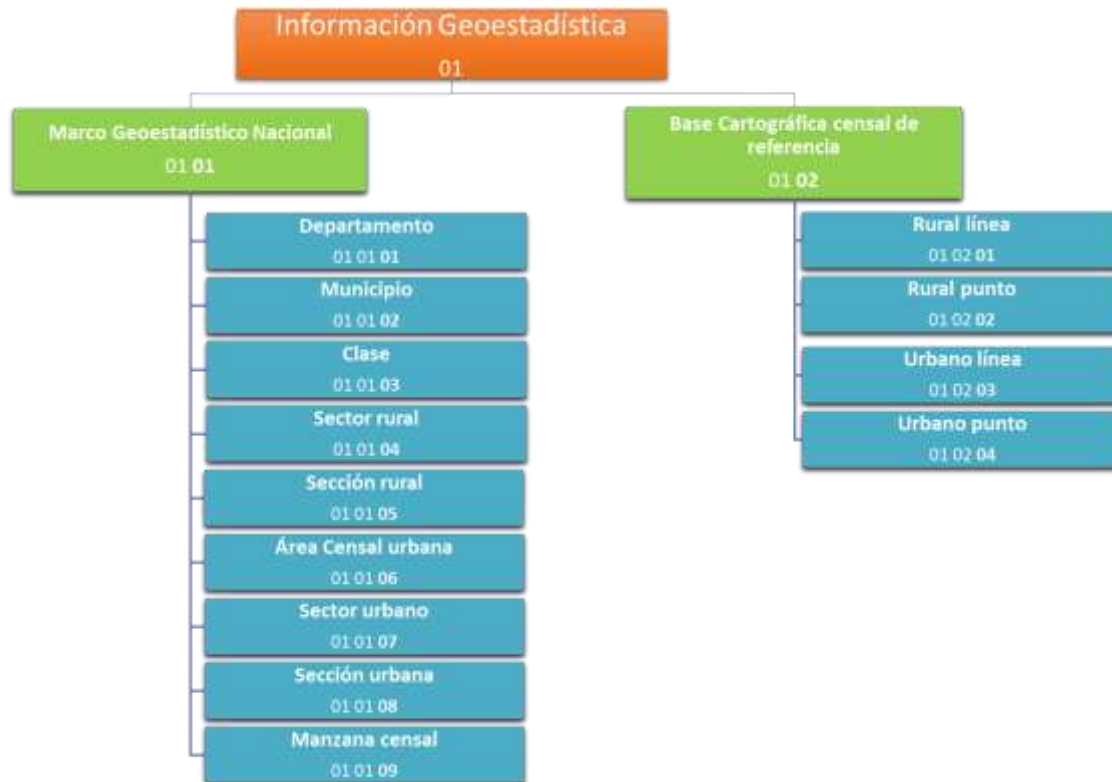 Información Geoestadística
01
Marco Geoestadístico Nacional
01 01
Departamento
01 01 01
Municipio
01 01 02
Clase
01 01 03
Sector rural
01 01 04
Sección rural
01 01 05
Área Censal urbana
01 01 06
Sector urbano
01 01 07
Sección urbana
01 01 08
Manzana censal
01 01 09
Base Cartográfica censal de
referencia
01 02
Rural línea
01 02 01
Rural punto
01 02 02
Urbano línea
01 02 03
Urbano punto
01 02 04